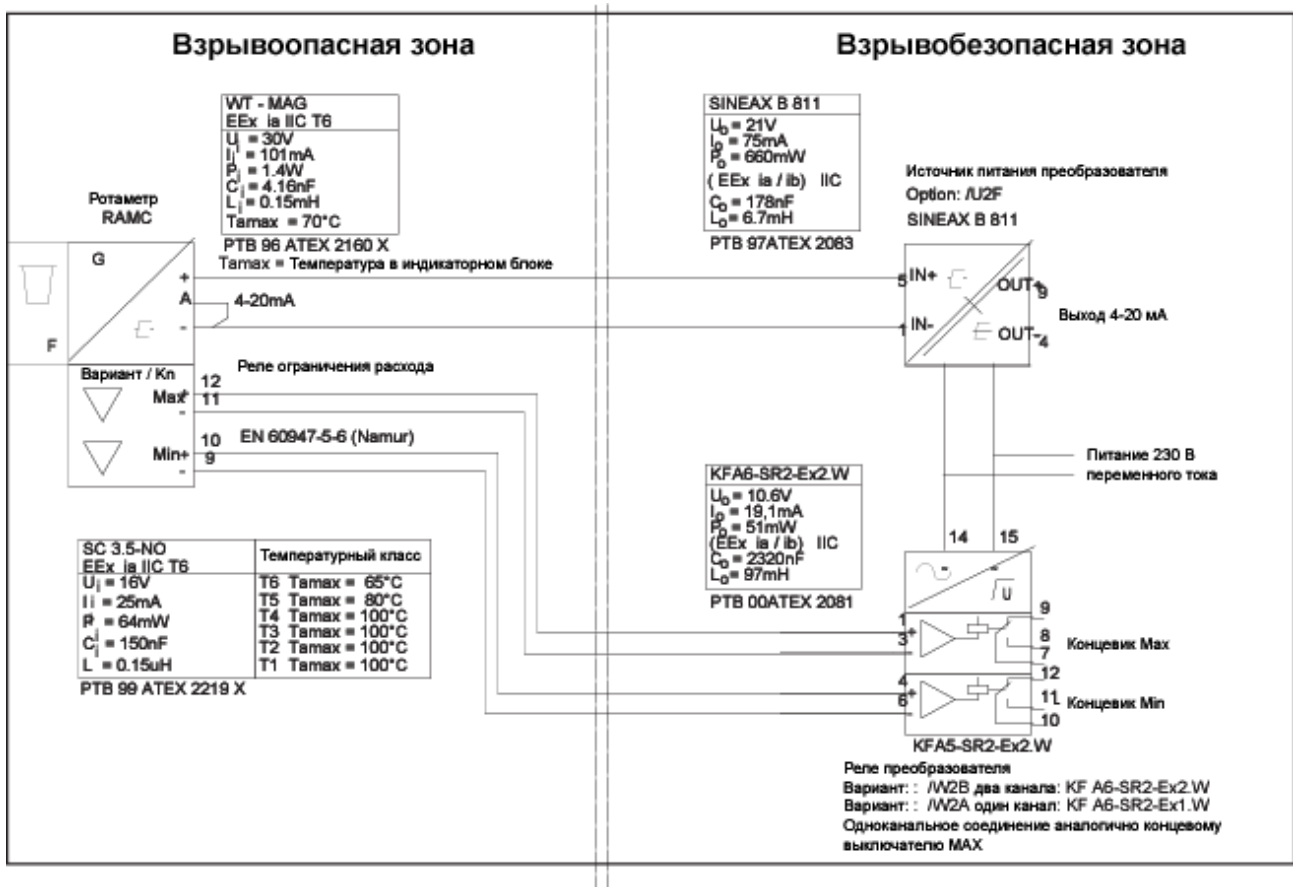 Взрывоопасная зона
Взрывобезопасная зона
WT - MAG
EEx ia IIC T6
Ui = 30V
Ii = 101mA
Pi = 1.4W
Ci = 4.16nF
Li = 0.15mH
Tamax = 70°C
PTB 96 ATEX 2160 X
Tamax = Температура в индикаторном блоке
SINEAX B 811
Uo = 21V
Io = 75mA
Po = 660mW
( EEx ia / ib) IIC
Co = 178nF
Lo = 6.7mH
PTB 97ATEX 2083
Источник питания преобразователя
Option: /U2F
SINEAX B 811
Ротаметр
RAMC
G
F
+
A
-
4-20mA
5 IN+
1 IN-
OUT+ 9
OUT- 4
Выход 4-20 мА
Реле ограничения расхода
Вариант / Кп
Max+ 12
- 11
Min+ 10
- 9
EN 60947-5-6 (Namur)
Питание 230 В
переменного тока
KFA6-SR2-Ex2.W
Uo = 10.6V
Io = 19,1mA
Po = 51mW
(EEx ia / ib) IIC
Co = 2320nF
Lo = 97mH
PTB 00ATEX 2081
SC 3.5-NO
EEx ia IIC T6
Ui = 16V
Ii = 25mA
Pi = 64mW
Ci = 150nF
L = 0.15uH
PTB 99 ATEX 2219 X
Температурный класс
T6 Tamax = 65°C
T5 Tamax = 80°C
T4 Tamax = 100°C
T3 Tamax = 100°C
T2 Tamax = 100°C
T1 Tamax = 100°C
14 15
U
1 +
3 -
9
8
7
Концевик Max
4 +
6 -
12
11
10
Концевик Min
KFA5-SR2-Ex2.W
Реле преобразователя
Вариант: : /W2B два канала: KF A6-SR2-Ex2.W
Вариант: : /W2A один канал: KF A6-SR2-Ex1.W
Одноканальное соединение аналогично концевому
выключателю MAX